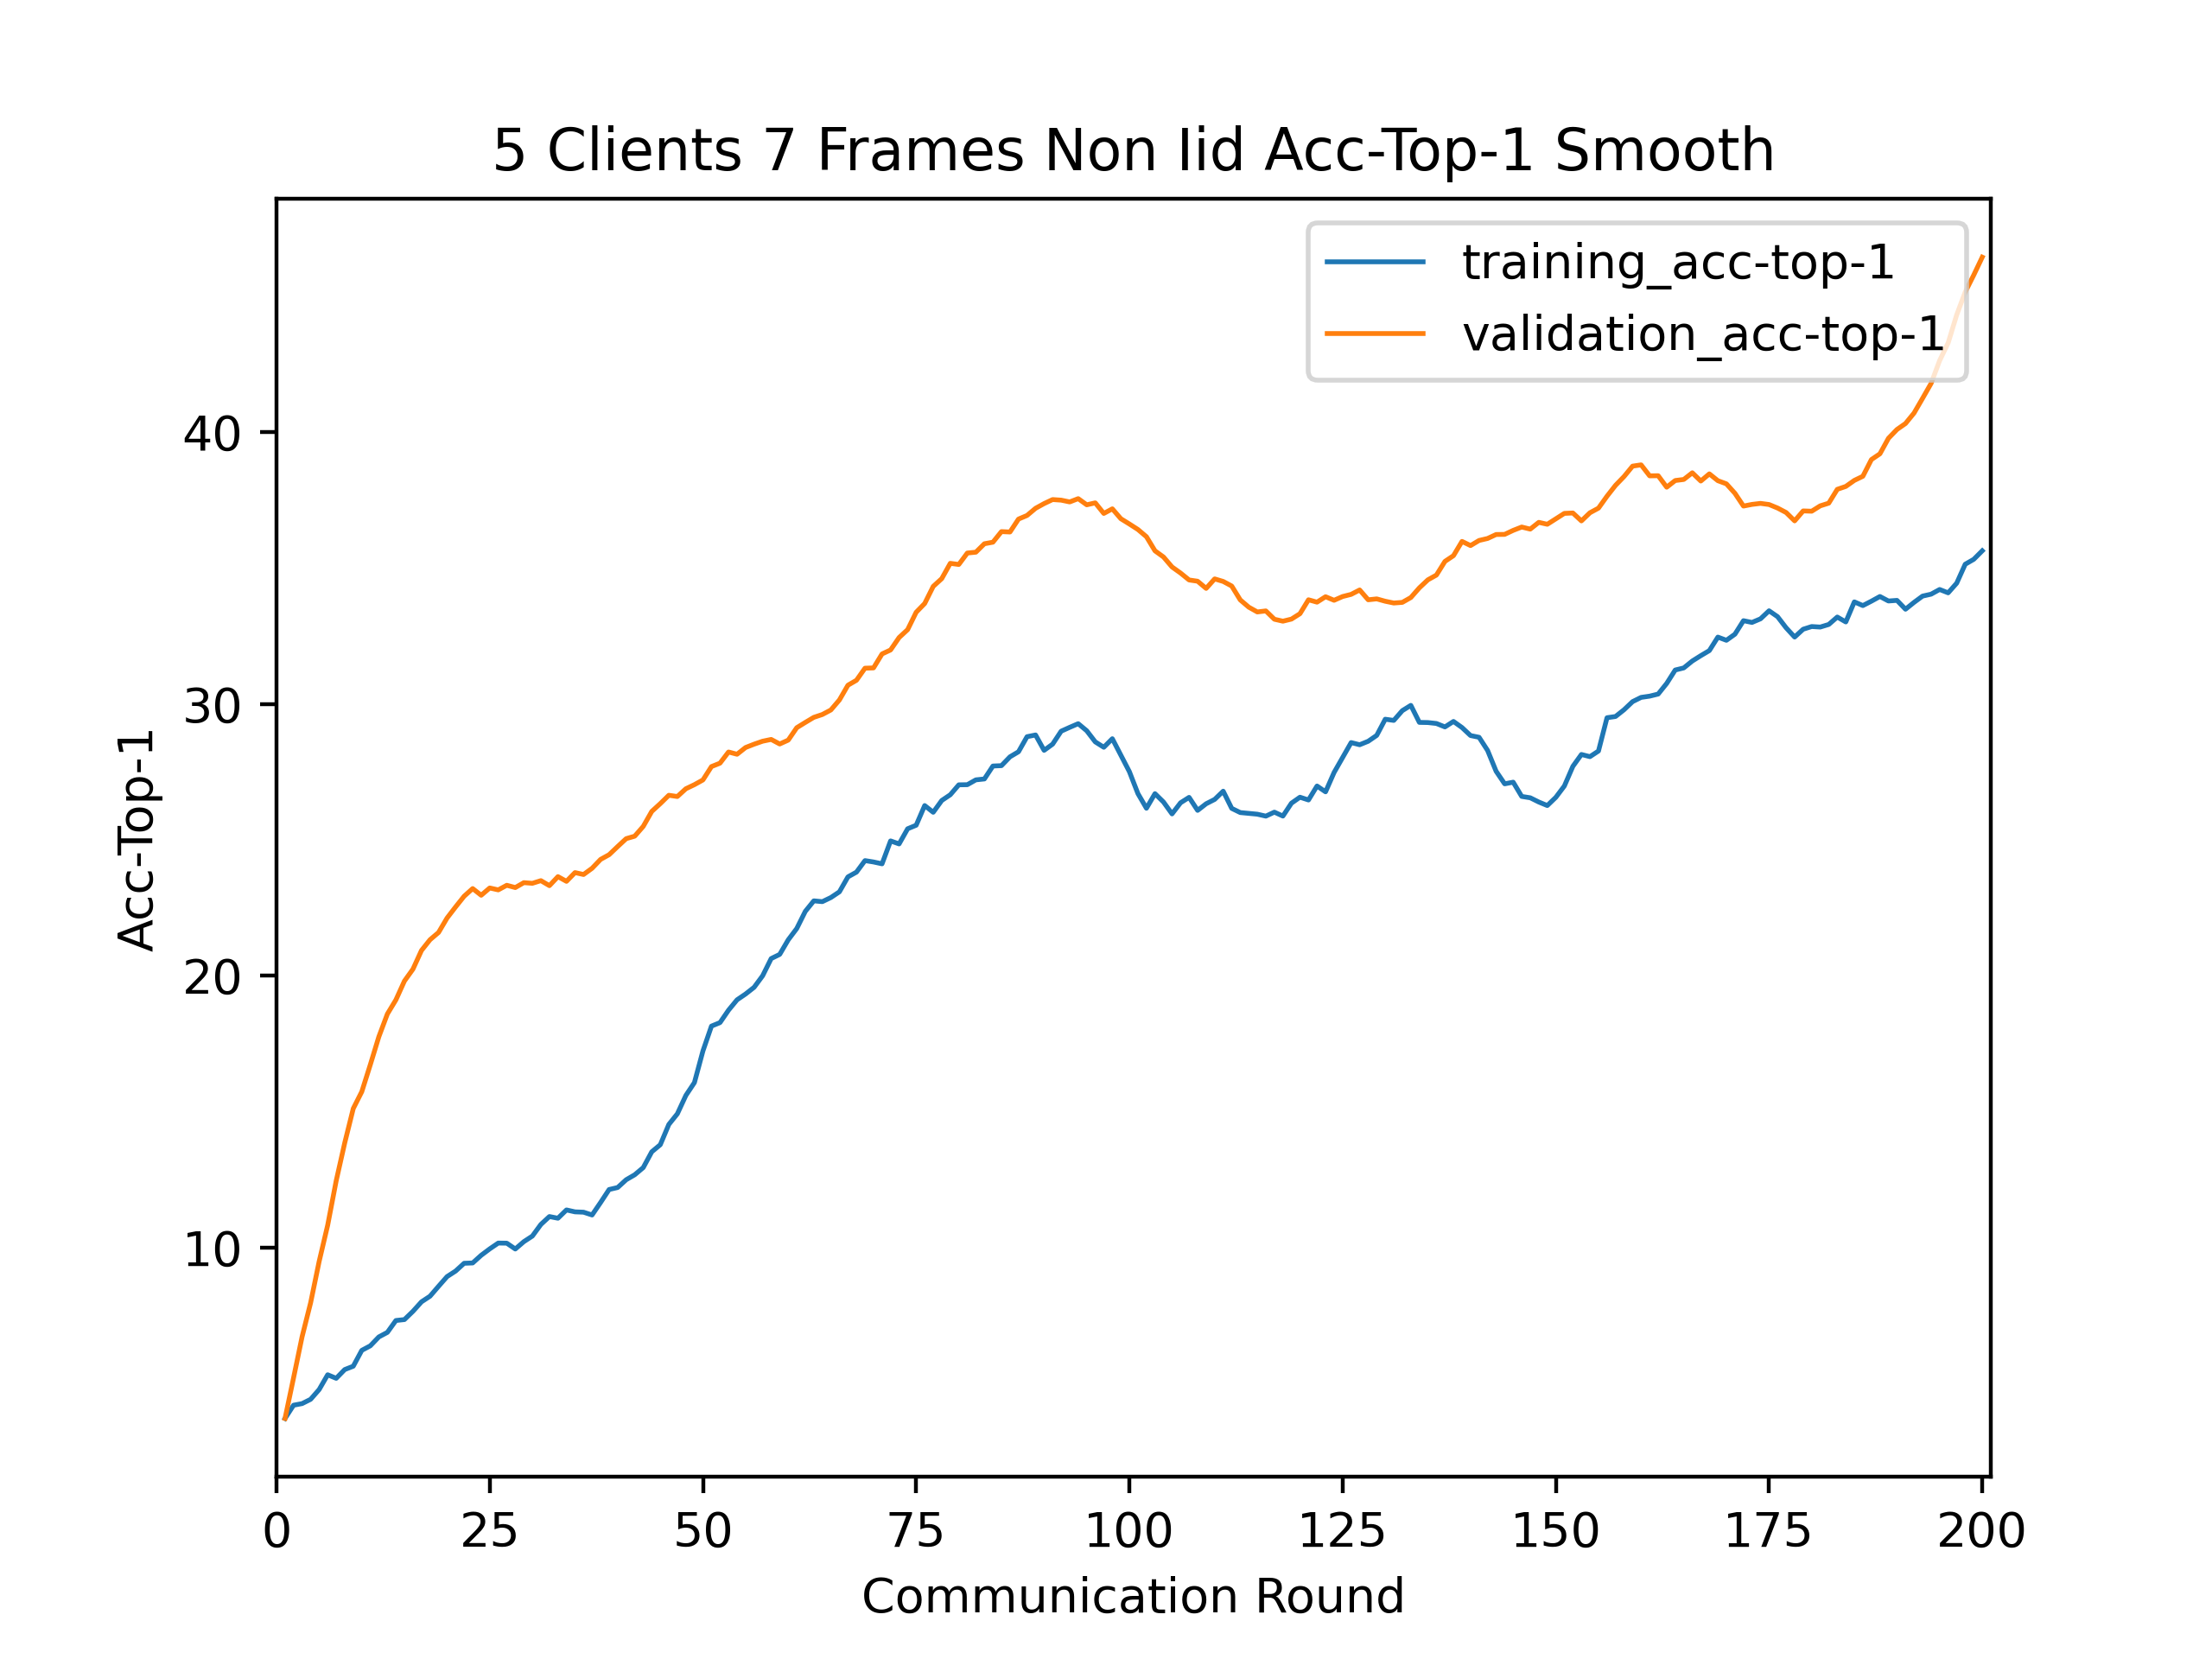 5 Clients 7 Frames Non Iid Acc-Top-1 Smooth
training_acc-top-1
validation_acc-top-1
40
30
20
10
Acc-Top-1
0 25 50 75 100 125 150 175 200
Communication Round